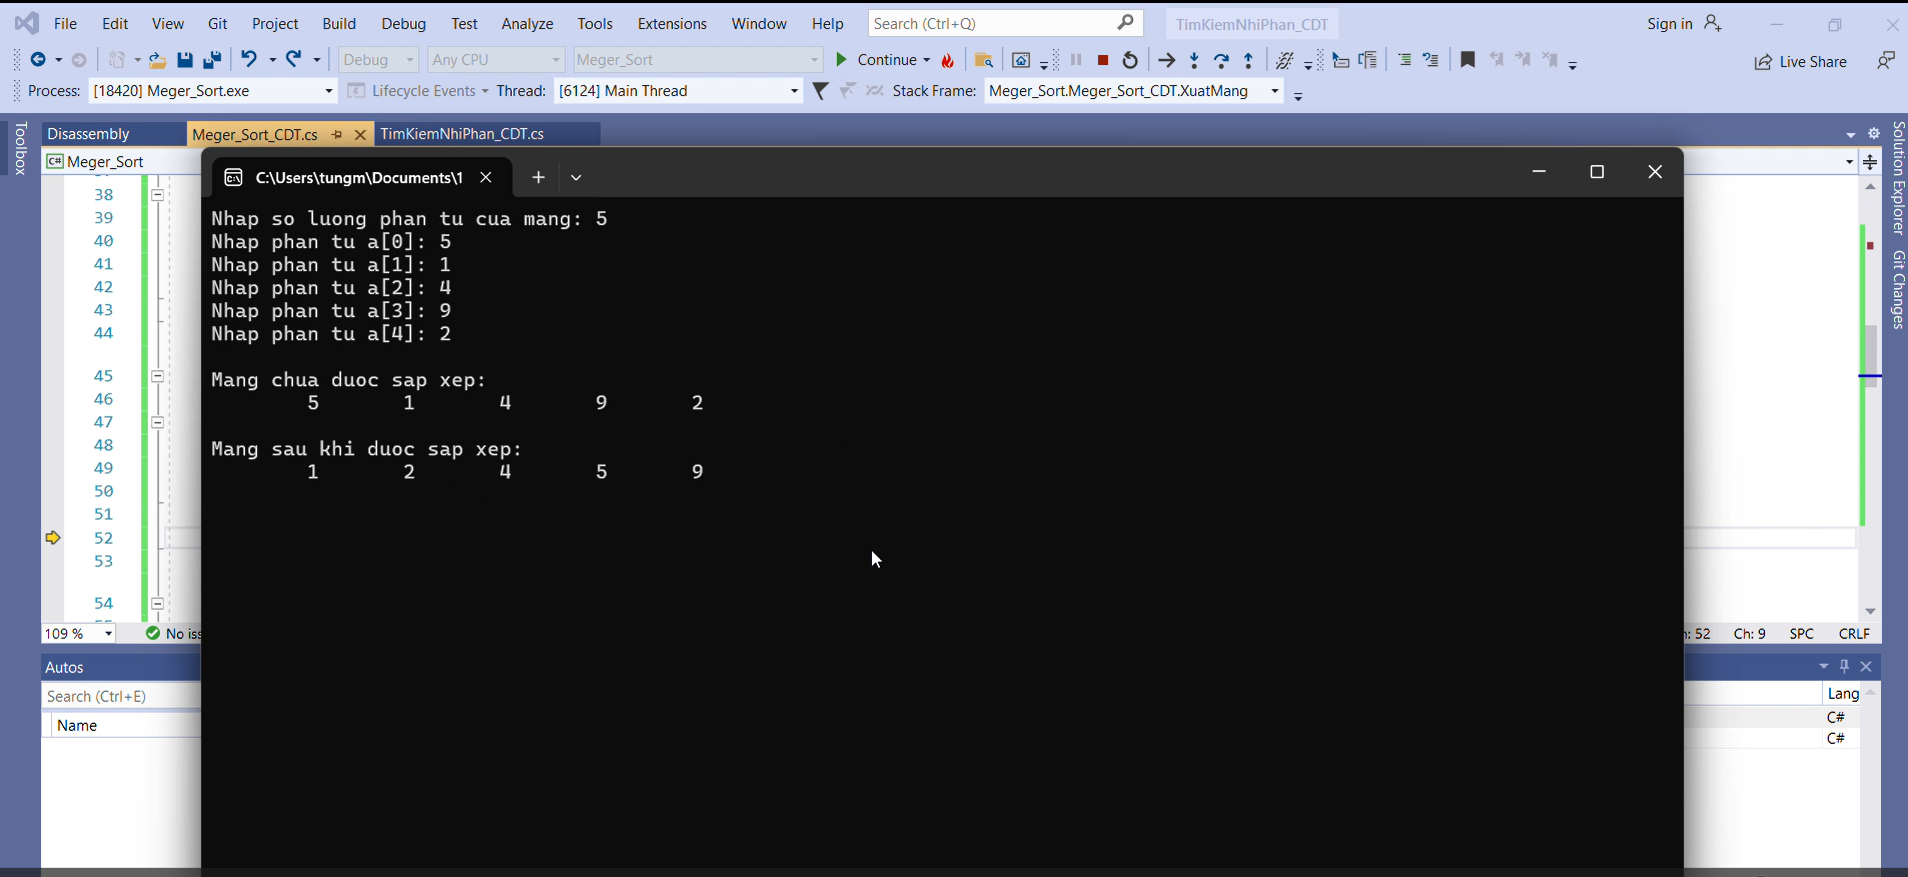 File Edit View Git Project Build Debug Test Analyze Tools Extensions Window Help Search (Ctrl+Q) TimKiemNhiPhan_CDT Sign in
Debug Any CPU Meger_Sort Continue Live Share
Process: [18420] Meger_Sort.exe Lifecycle Events Thread: [6124] Main Thread Stack Frame: Meger_Sort.Meger_Sort_CDT.XuatMang
Toolbox
Disassembly Meger_Sort_CDT.cs TimKiemNhiPhan_CDT.cs
C# Meger_Sort
C:\Users\tungm\Documents\1
Nhap so luong phan tu cua mang: 5
Nhap phan tu a[0]: 5
Nhap phan tu a[1]: 1
Nhap phan tu a[2]: 4
Nhap phan tu a[3]: 9
Nhap phan tu a[4]: 2
Mang chua duoc sap xep:
5 1 4 9 2
Mang sau khi duoc sap xep:
1 2 4 5 9
38
39
40
41
42
43
44
45
46
47
48
49
50
51
52
53
54
109 % No iss : 52 Ch: 9 SPC CRLF
Autos
Search (Ctrl+E)
Name
Lang
C#
C#
Solution Explorer
Git Changes